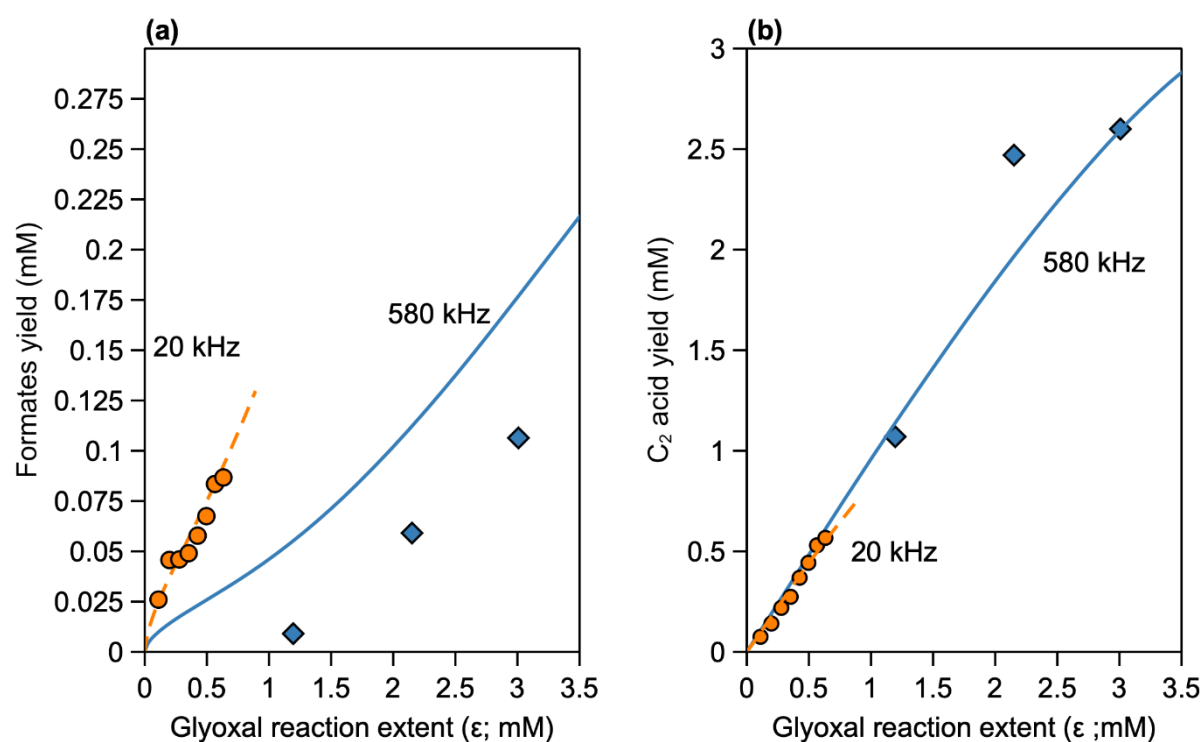 (a)
0.275
0.25
0.225
0.2
0.175
0.15
0.125
0.1
0.075
0.05
0.025
0
Formates yield (mM)
20 kHz
580 kHz
0 0.5 1 1.5 2 2.5 3 3.5
Glyoxal reaction extent (ε; mM)
(b)
3
2.5
2
1.5
1
0.5
0
C₂ acid yield (mM)
580 kHz
20 kHz
0 0.5 1 1.5 2 2.5 3 3.5
Glyoxal reaction extent (ε ;mM)